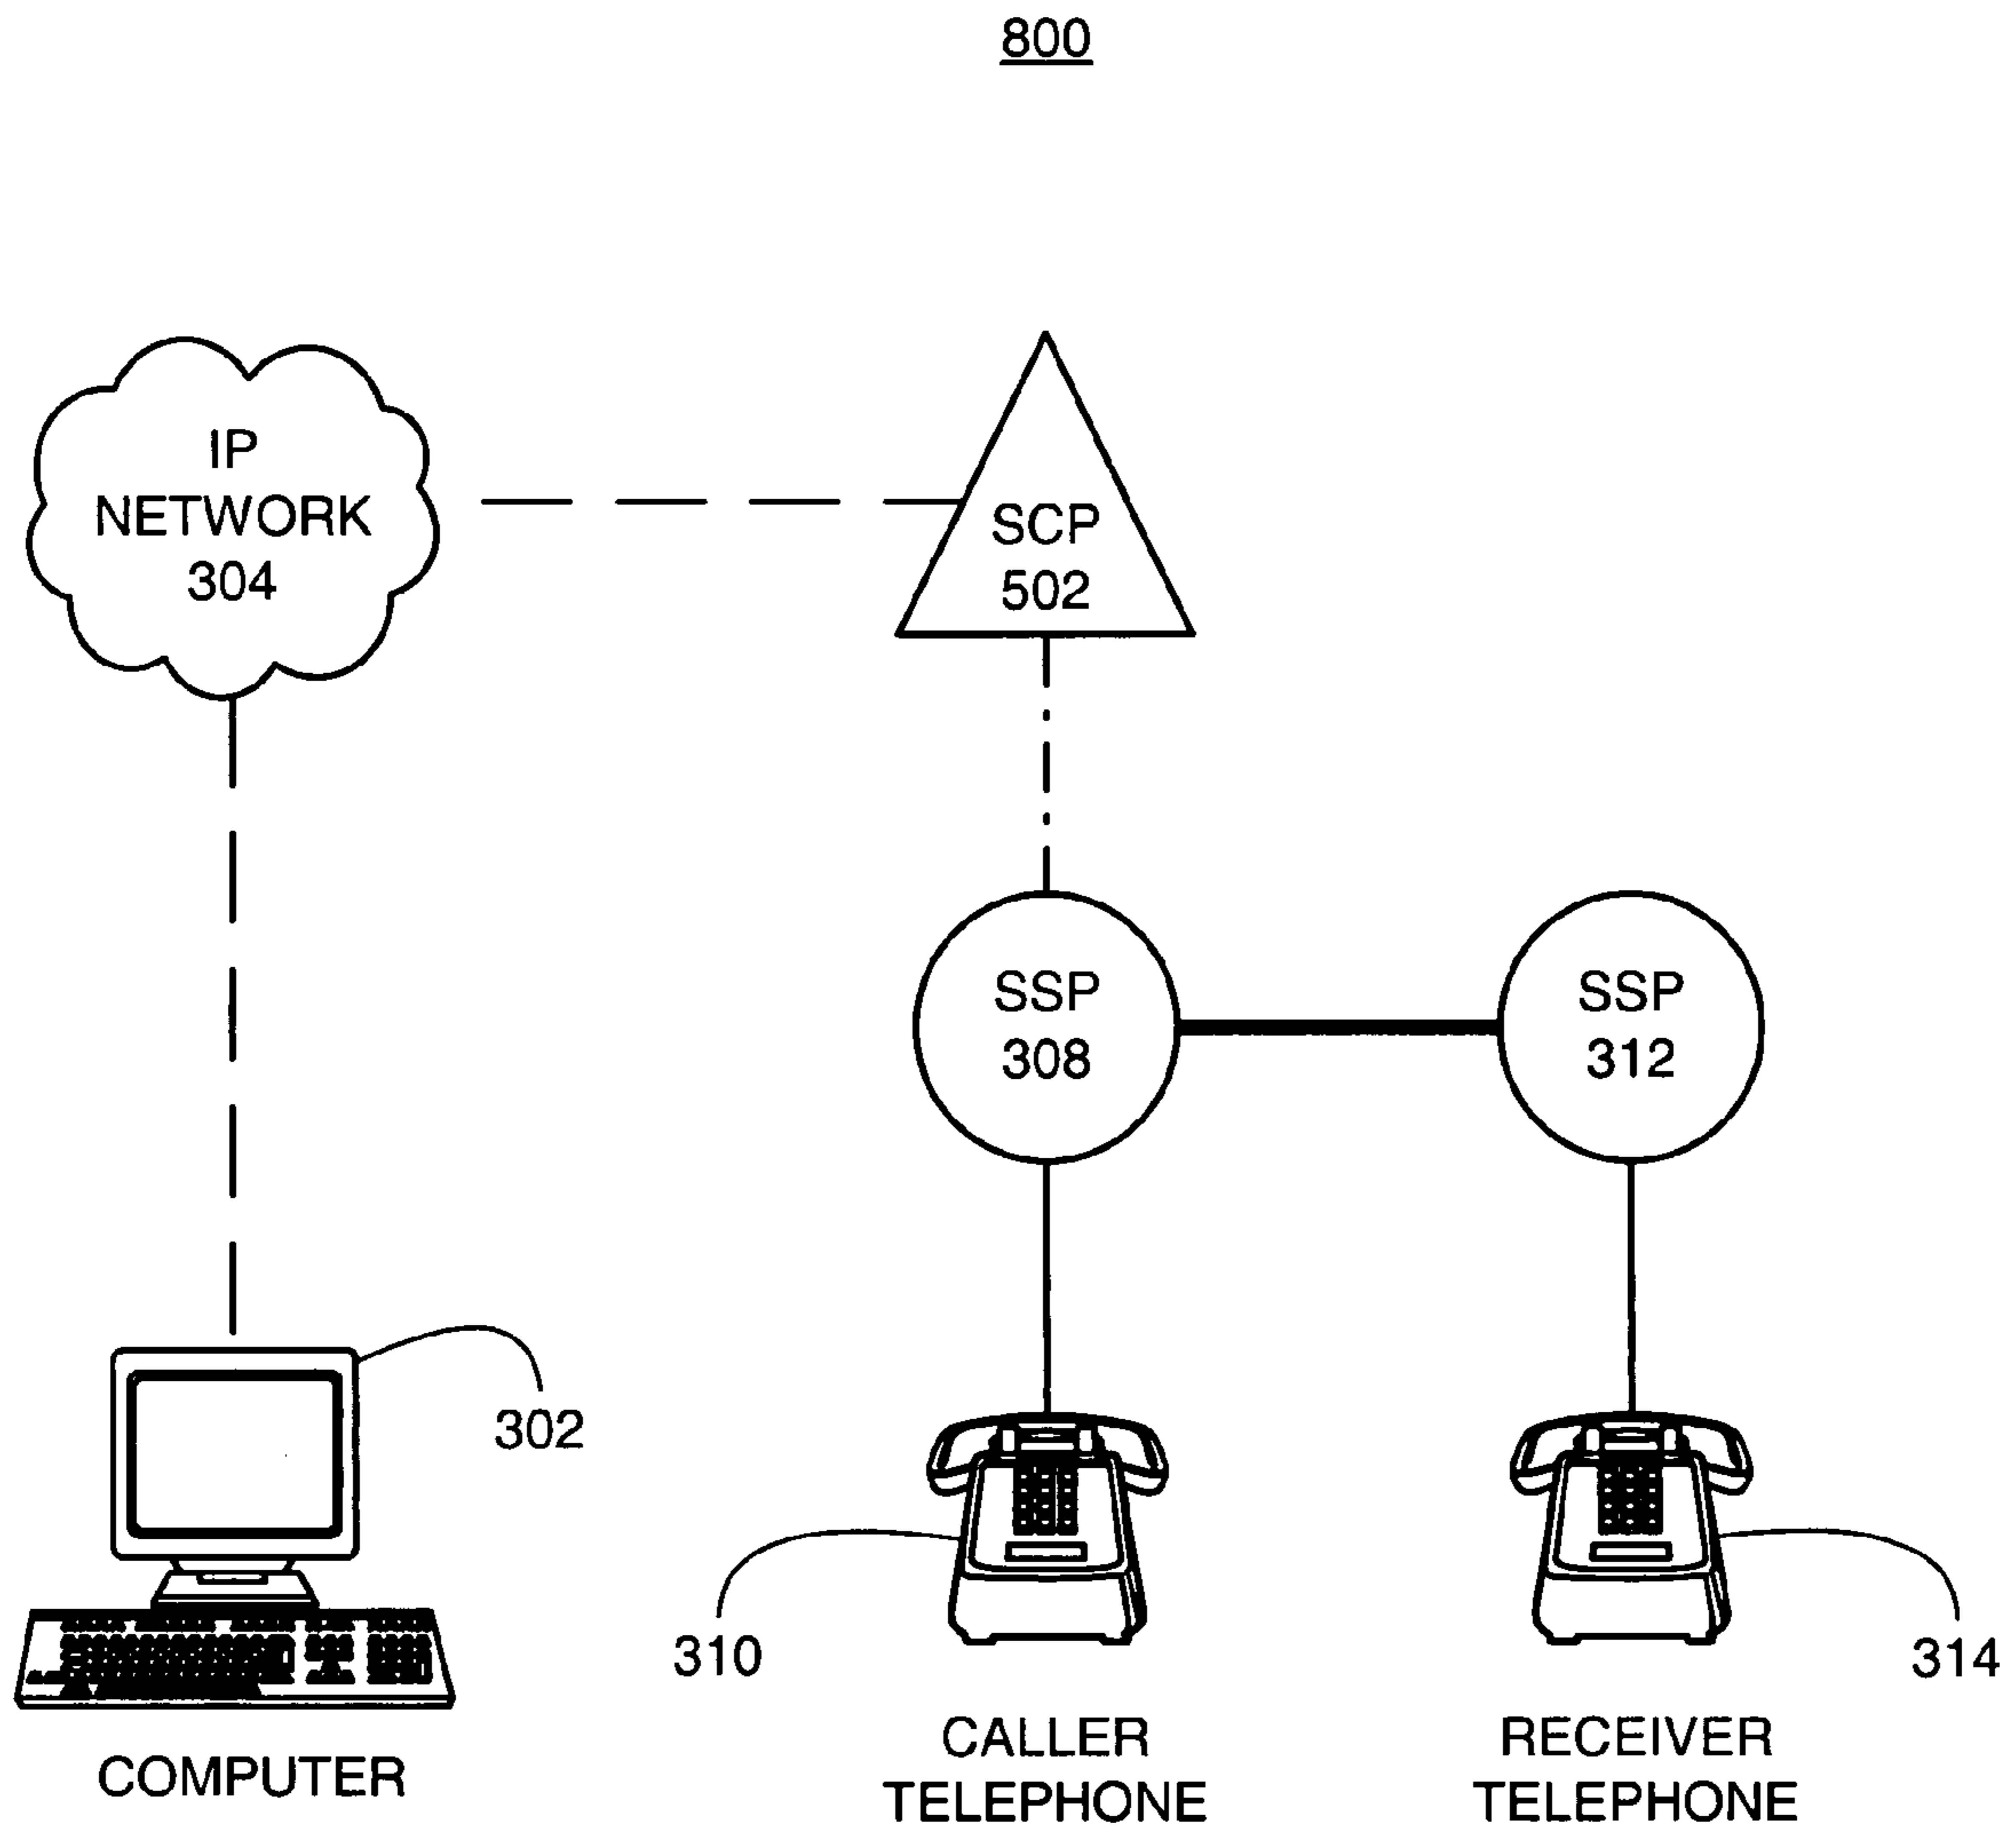 800
IP
NETWORK
304
SCP
502
SSP
308
SSP
312
302
310
314
COMPUTER
CALLER
TELEPHONE
RECEIVER
TELEPHONE